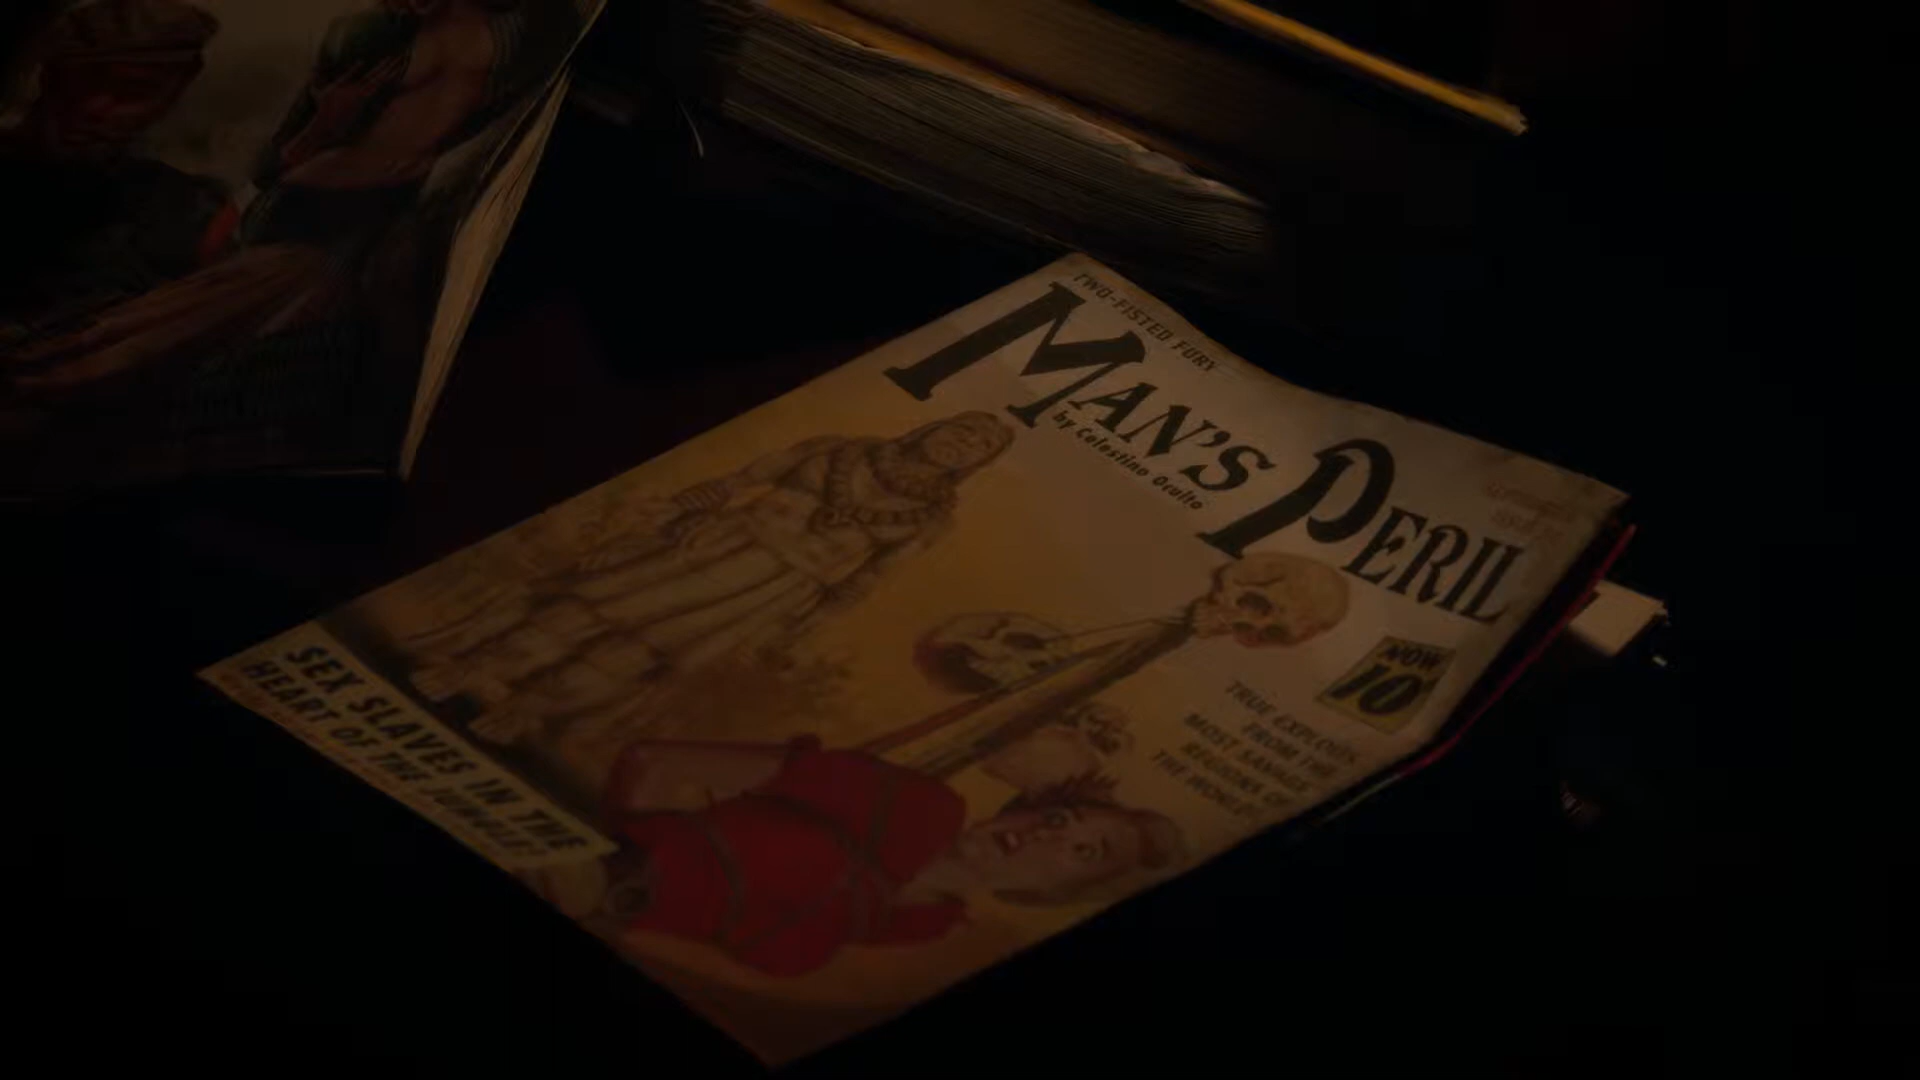 TWO-FISTED FURY
MAN'S PERIL
by Celestino Oculto
NOW
10
TRUE EXPLOITS
FROM THE
MOST SAVAGE
REGIONS OF
THE WORLD!
SEX SLAVES IN THE
HEART OF THE JUNGLE!